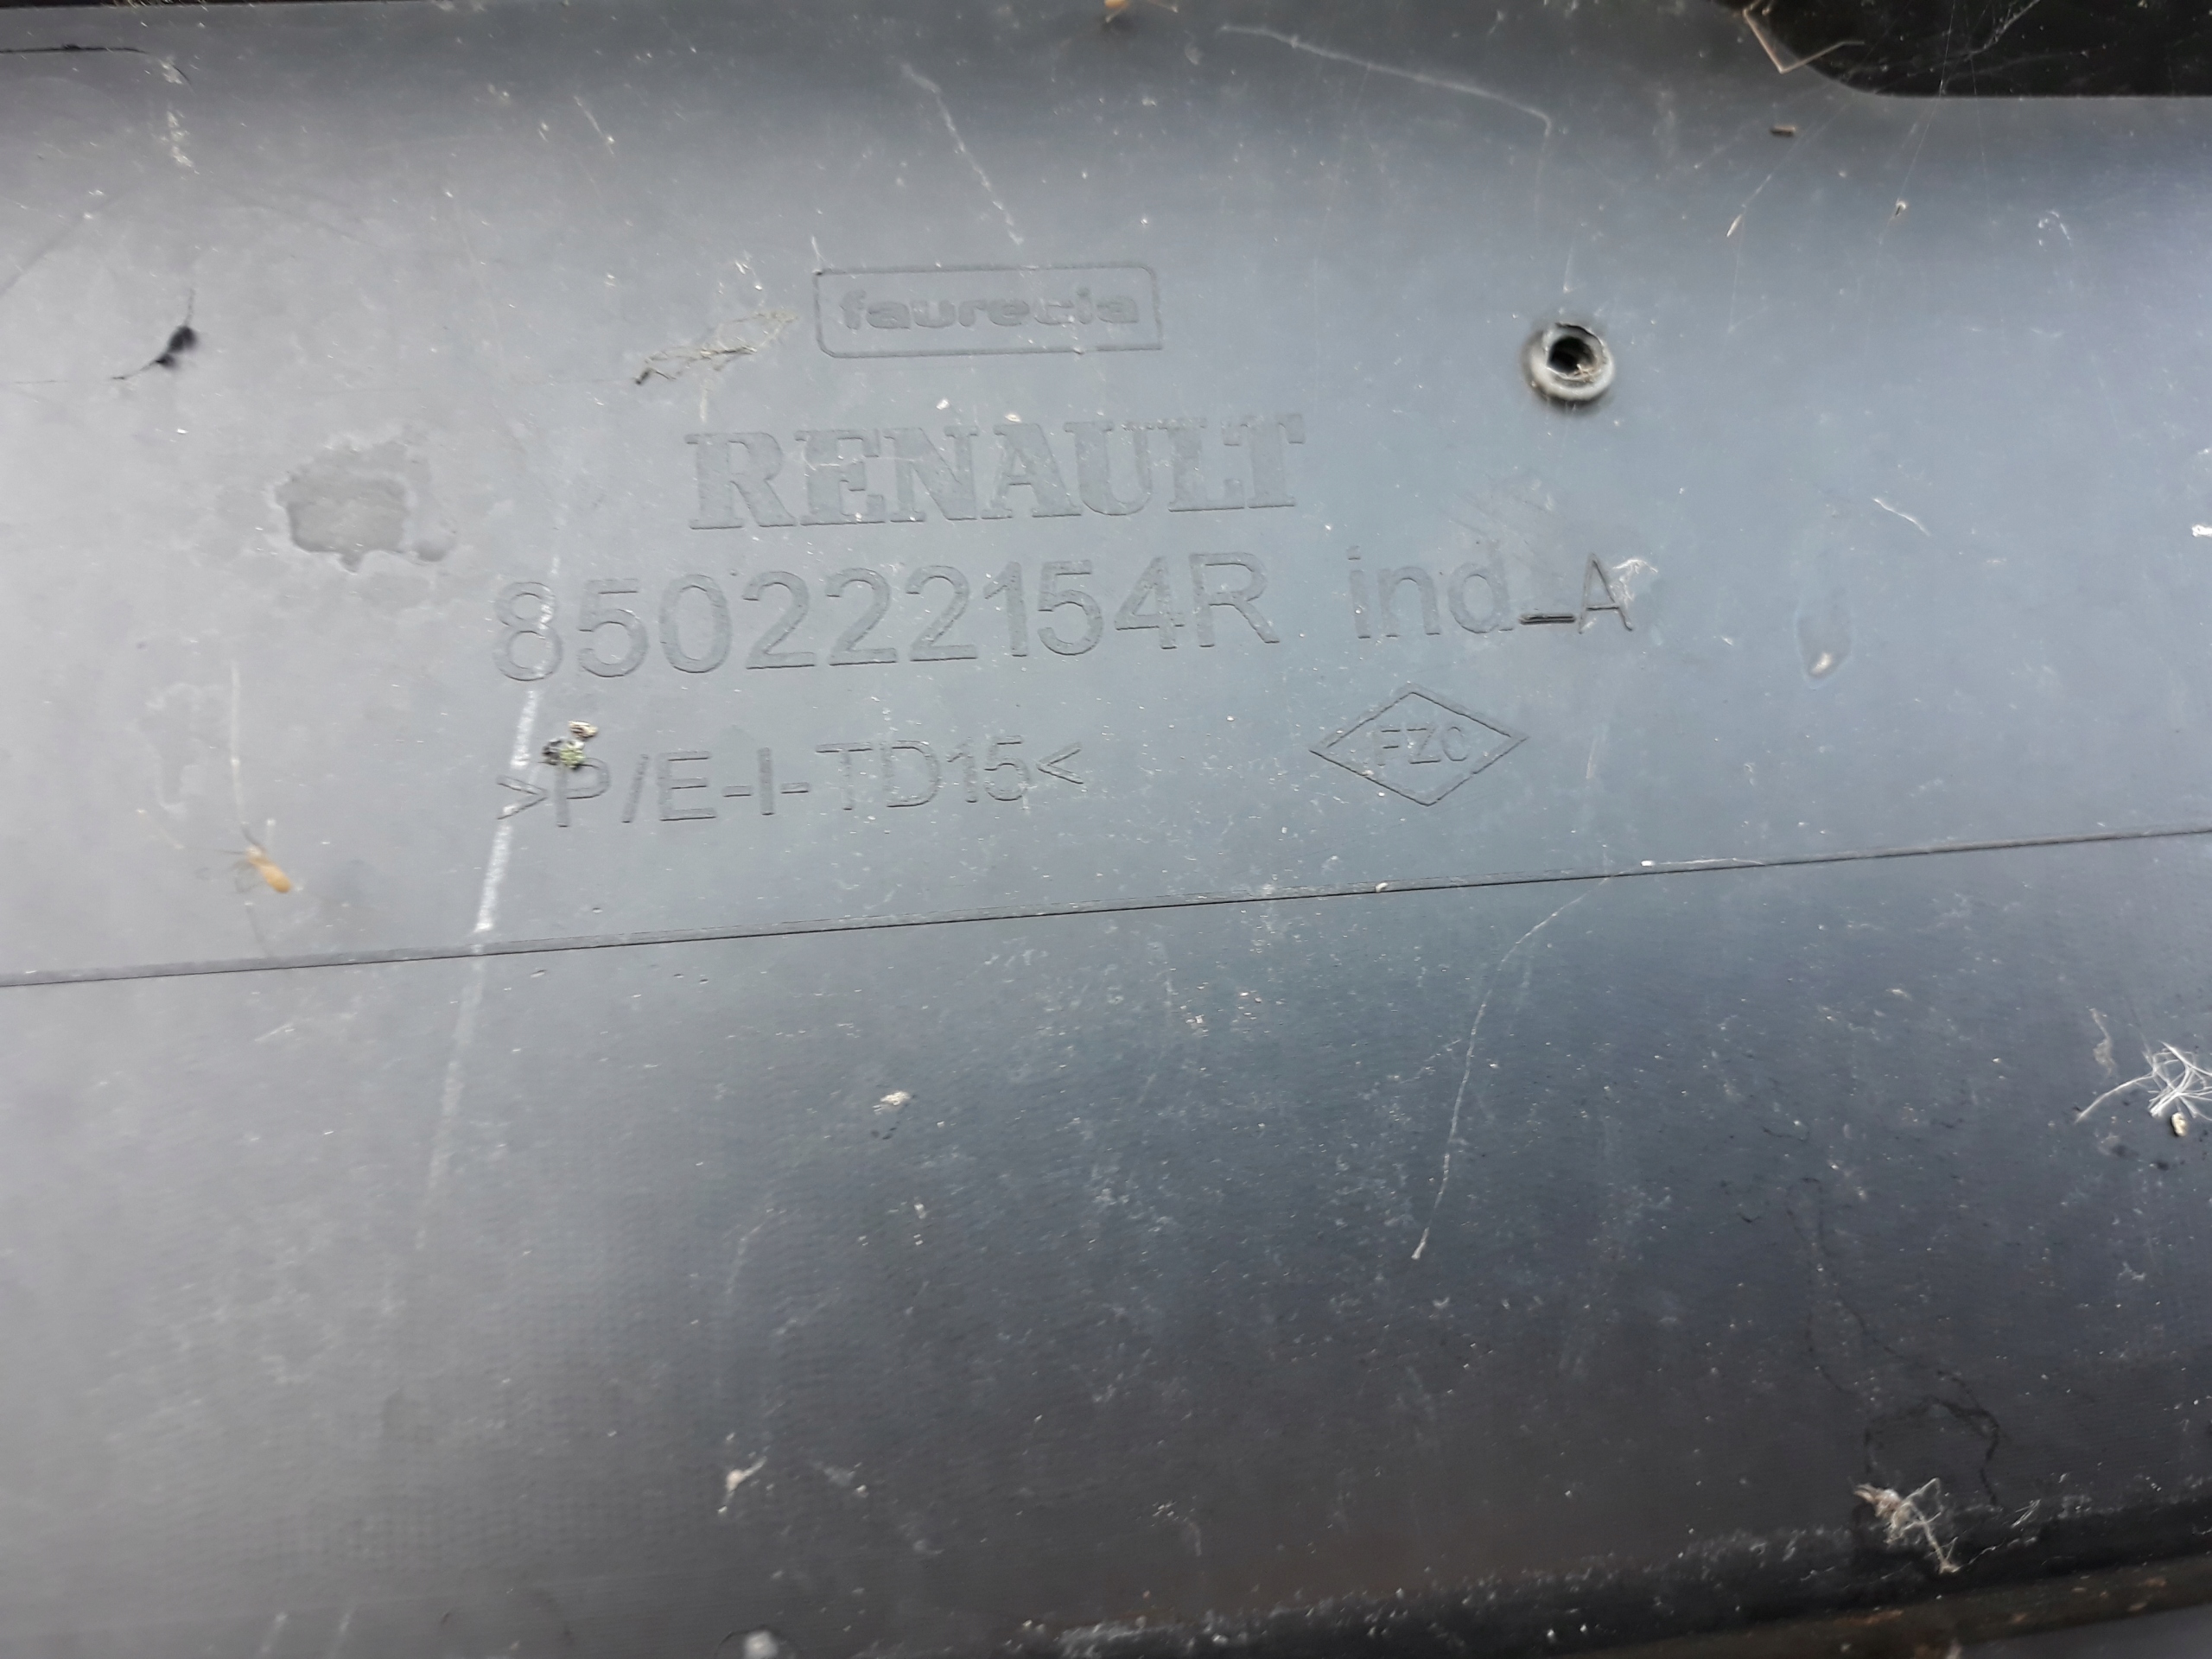 faurecia
RENAULT
850222154R ind_A
>P/E-I-TD15<
FZC